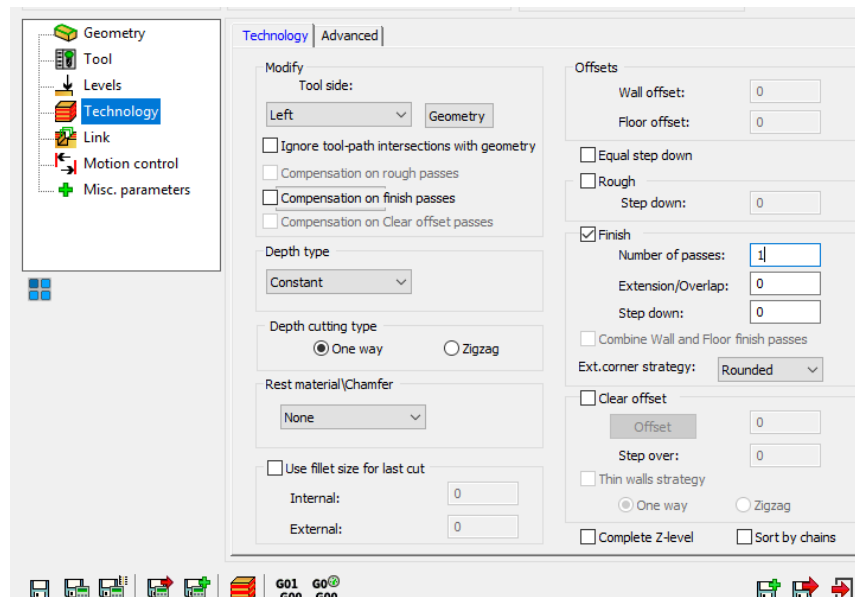 Geometry
Tool
Levels
Technology
Link
Motion control
Misc. parameters
Technology
Advanced
Modify
Tool side:
Left
Geometry
Ignore tool-path intersections with geometry
Compensation on rough passes
Compensation on finish passes
Compensation on Clear offset passes
Depth type
Constant
Depth cutting type
One way
Zigzag
Rest material\Chamfer
None
Use fillet size for last cut
Internal: 0
External: 0
Offsets
Wall offset: 0
Floor offset: 0
Equal step down
Rough
Step down: 0
Finish
Number of passes: 1
Extension/Overlap: 0
Step down: 0
Combine Wall and Floor finish passes
Ext.corner strategy: Rounded
Clear offset
Offset 0
Step over: 0
Thin walls strategy
One way
Zigzag
Complete Z-level
Sort by chains
G01 G0
G00 G00